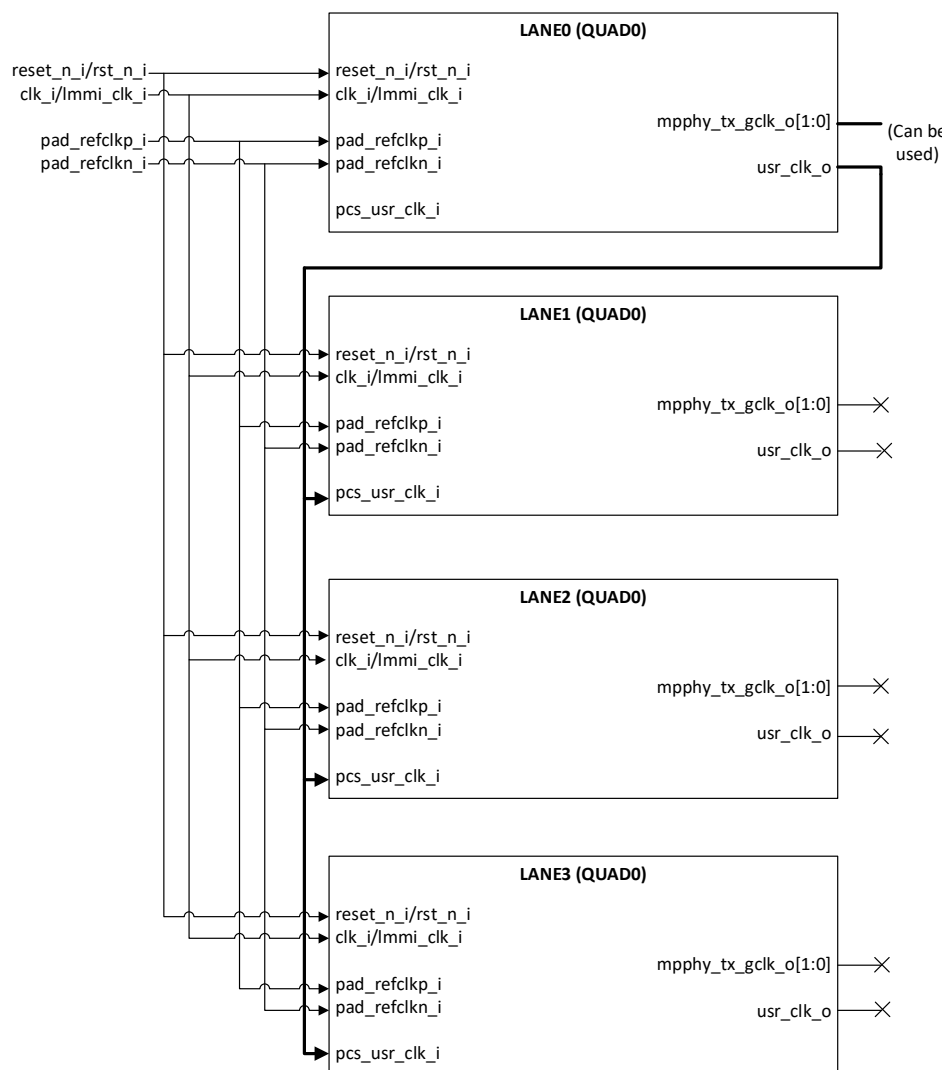 LANE0 (QUAD0)
reset_n_i/rst_n_i
clk_i/lmmi_clk_i
pad_refclkp_i
pad_refclkn_i
reset_n_i/rst_n_i
clk_i/lmmi_clk_i
pad_refclkp_i
pad_refclkn_i
pcs_usr_clk_i
mpphy_tx_gclk_o[1:0]
usr_clk_o
(Can be
used)
LANE1 (QUAD0)
reset_n_i/rst_n_i
clk_i/lmmi_clk_i
pad_refclkp_i
pad_refclkn_i
pcs_usr_clk_i
mpphy_tx_gclk_o[1:0]
usr_clk_o
LANE2 (QUAD0)
reset_n_i/rst_n_i
clk_i/lmmi_clk_i
pad_refclkp_i
pad_refclkn_i
pcs_usr_clk_i
mpphy_tx_gclk_o[1:0]
usr_clk_o
LANE3 (QUAD0)
reset_n_i/rst_n_i
clk_i/lmmi_clk_i
pad_refclkp_i
pad_refclkn_i
pcs_usr_clk_i
mpphy_tx_gclk_o[1:0]
usr_clk_o